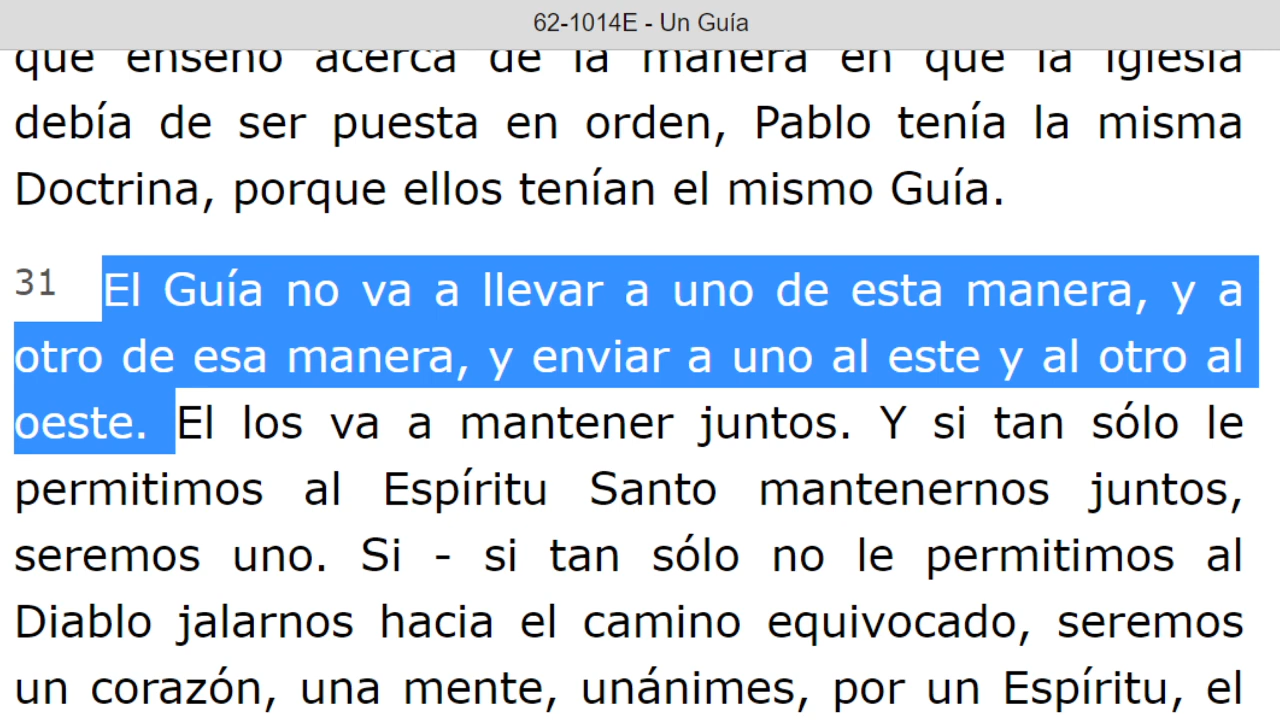 62-1014E - Un Guía
que enseñó acerca de la manera en que la Iglesia
debía de ser puesta en orden, Pablo tenía la misma
Doctrina, porque ellos tenían el mismo Guía.
31 El Guía no va a llevar a uno de esta manera, y a
otro de esa manera, y enviar a uno al este y al otro al
oeste. El los va a mantener juntos. Y si tan sólo le
permitimos al Espíritu Santo mantenernos juntos,
seremos uno. Si - si tan sólo no le permitimos al
Diablo jalarnos hacia el camino equivocado, seremos
un corazón, una mente, unánimes, por un Espíritu, el